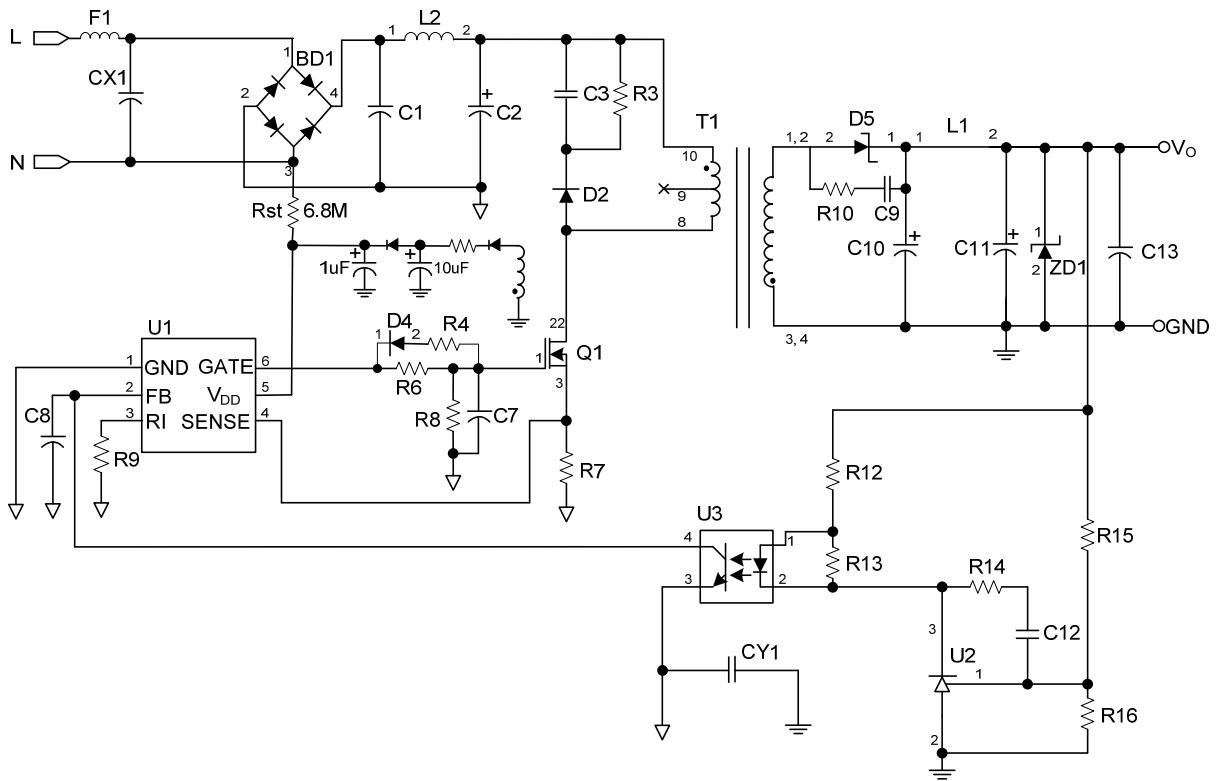 F1
L
CX1
N
1
BD1
2
4
3
1
L2
2
C1
C2
+
C3
R3
T1
10
9
8
D2
Rst
6.8M
+
1uF
+
10uF
1, 2
2
D5
1
1
L1
2
VO
R10
C9
C10
+
C11
+
1
2
ZD1
C13
3, 4
GND
U1
1
GND
GATE
6
2
FB
VDD
5
3
RI
SENSE
4
C8
R9
1
D4
2
R4
R6
R8
C7
22
1
Q1
3
R7
U3
4
1
3
2
R12
R13
R15
R14
C12
3
U2
1
2
R16
CY1